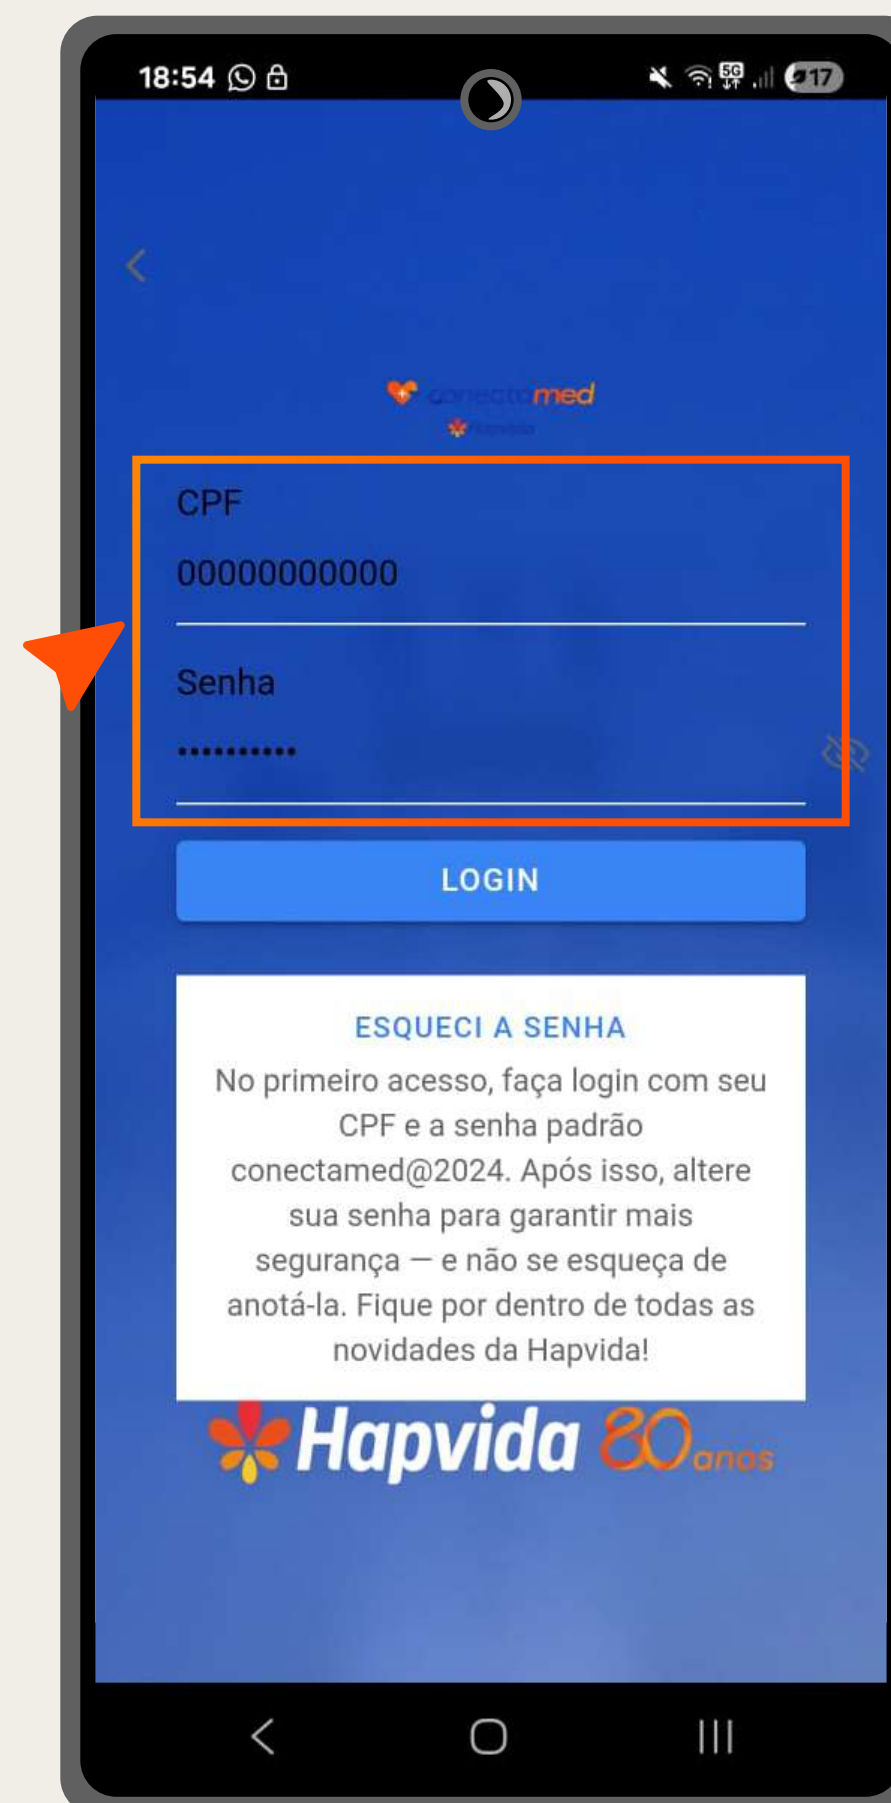 18:54
5G
17
conectamed
Hapvida
CPF
00000000000
Senha
••••••••••
LOGIN
ESQUECI A SENHA
No primeiro acesso, faça login com seu
CPF e a senha padrão
conectamed@2024. Após isso, altere
sua senha para garantir mais
segurança — e não se esqueça de
anotá-la. Fique por dentro de todas as
novidades da Hapvida!
Hapvida 80 anos